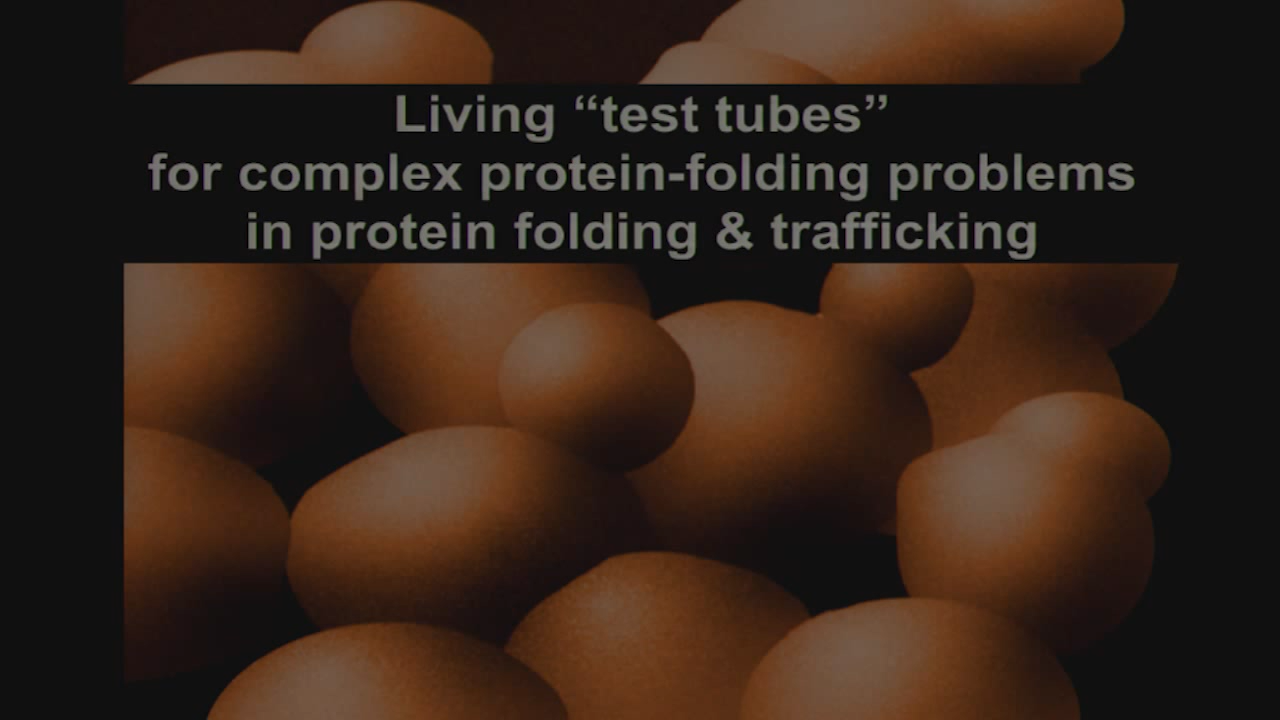 Living “test tubes”
for complex protein-folding problems
in protein folding & trafficking